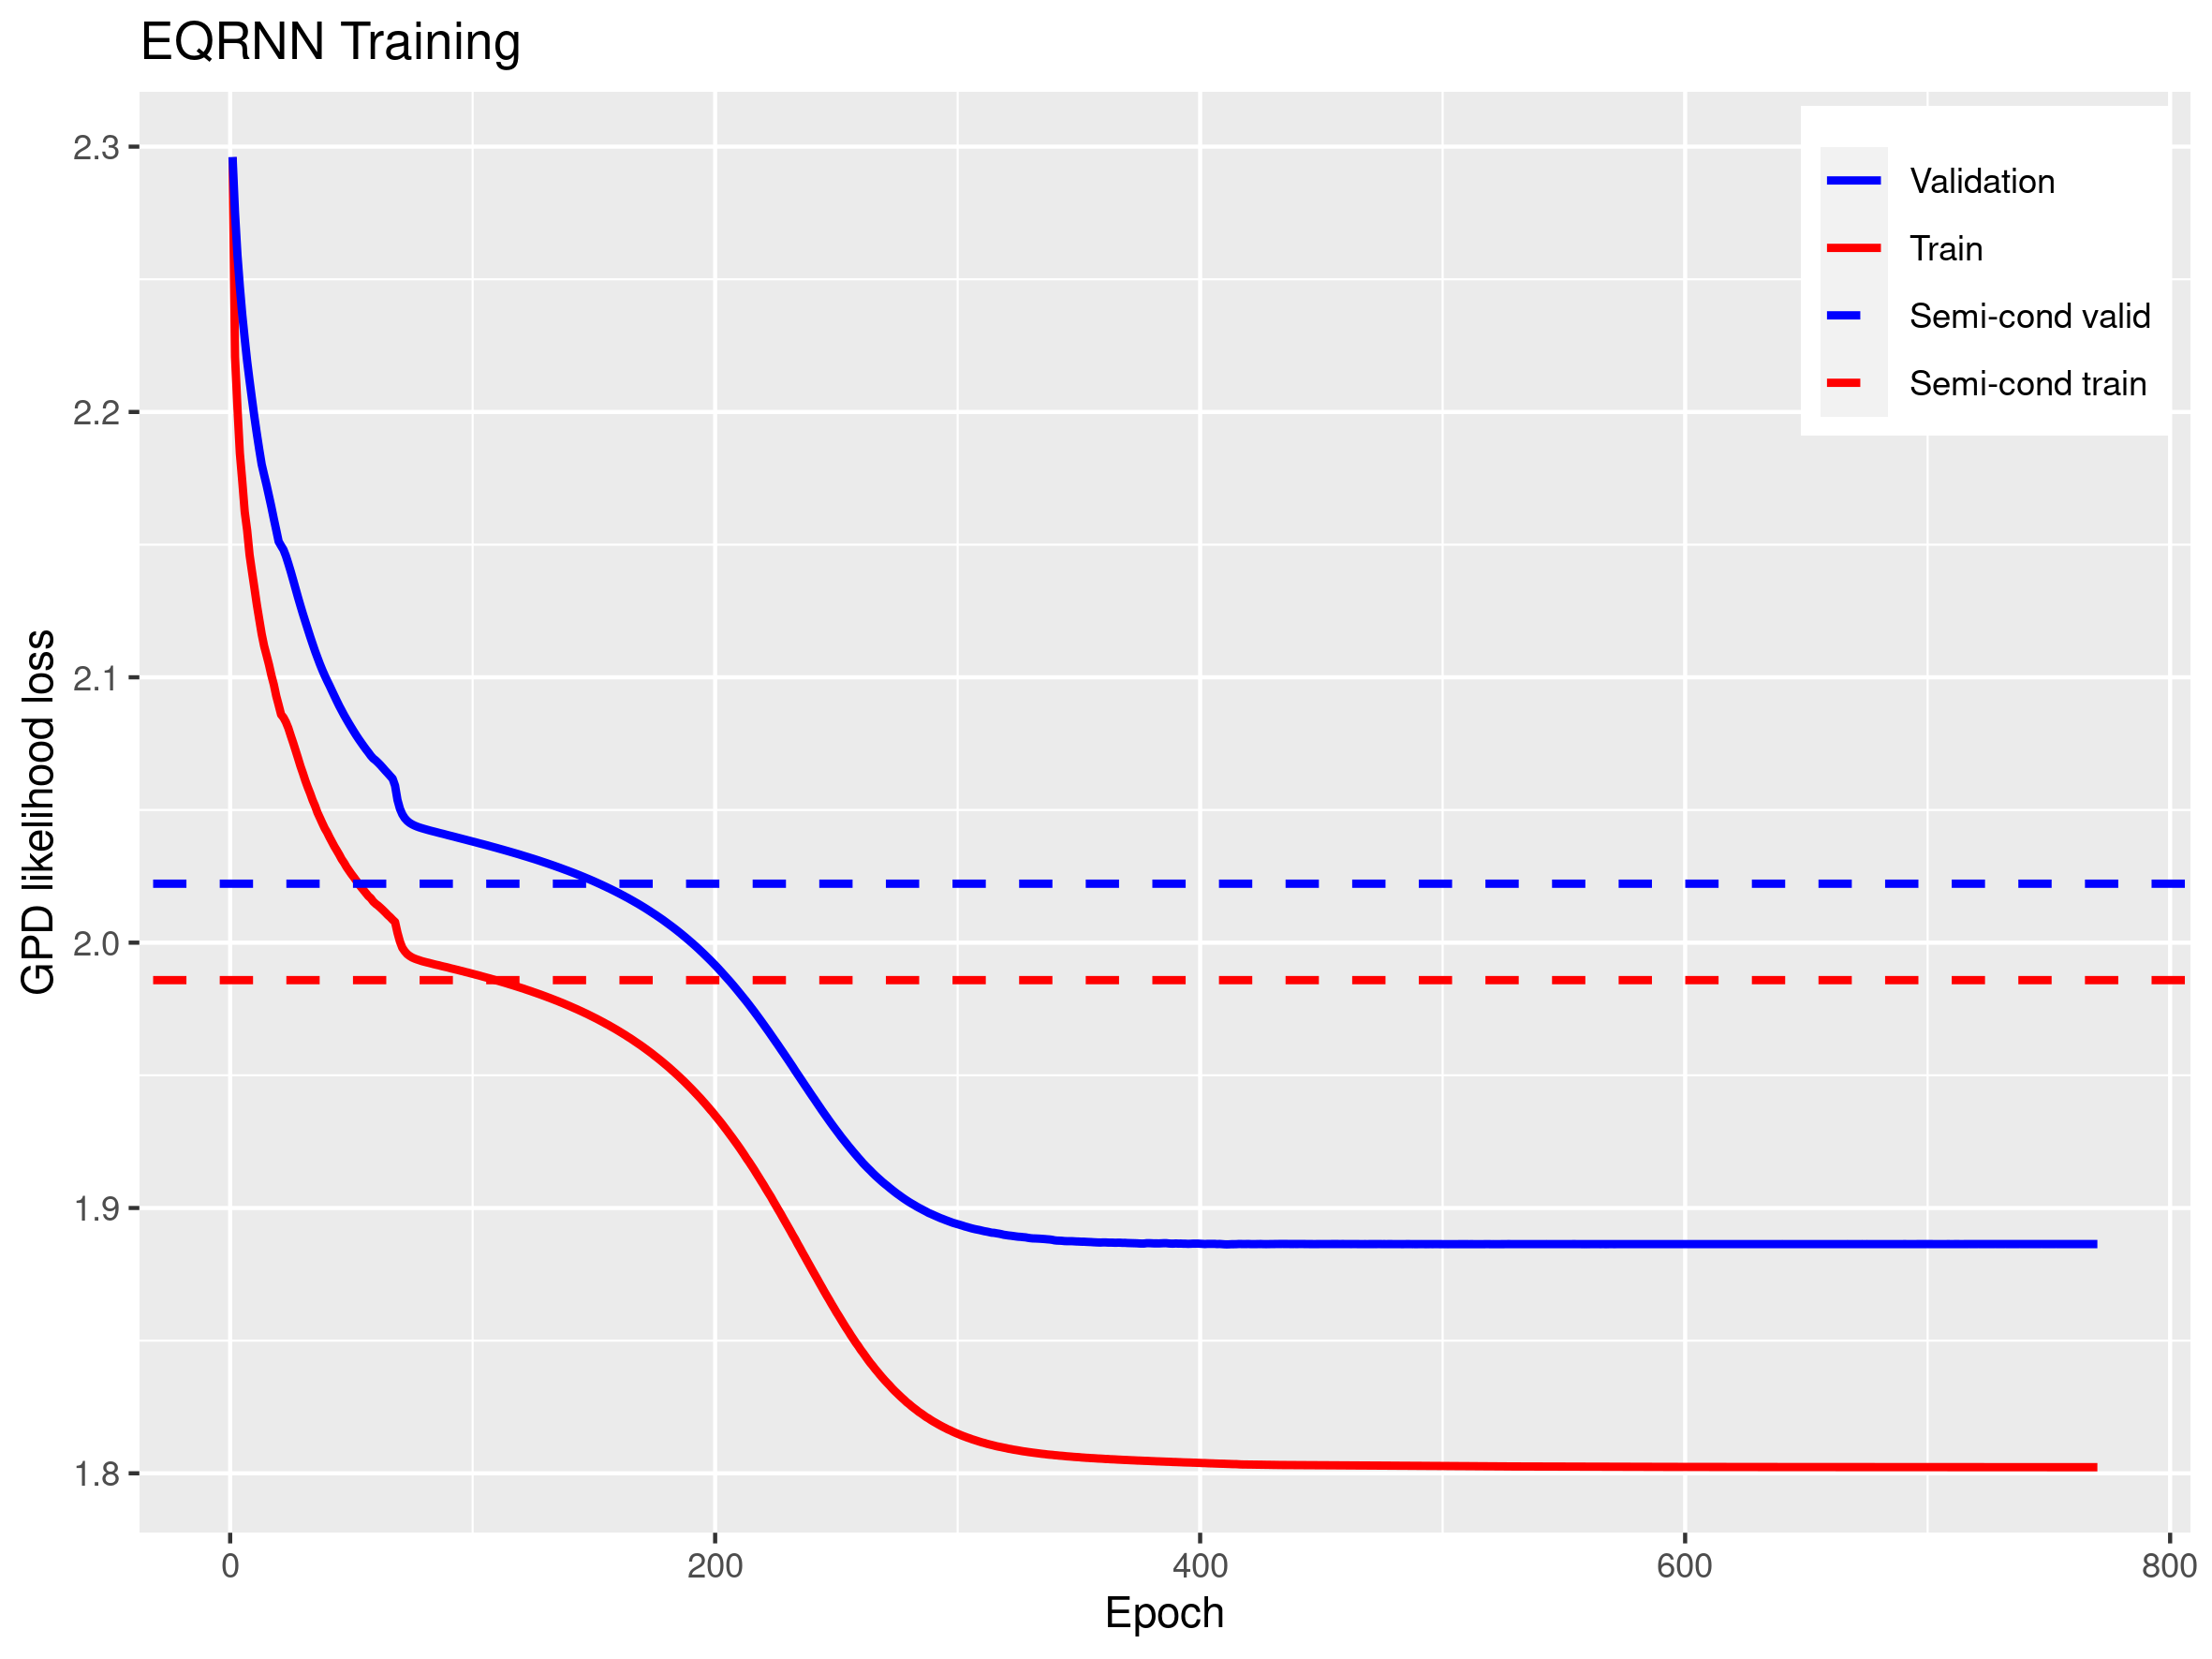 EQRNN Training
GPD likelihood loss
2.3
2.2
2.1
2.0
1.9
1.8
Validation
Train
Semi-cond valid
Semi-cond train
0 200 400 600 800
Epoch